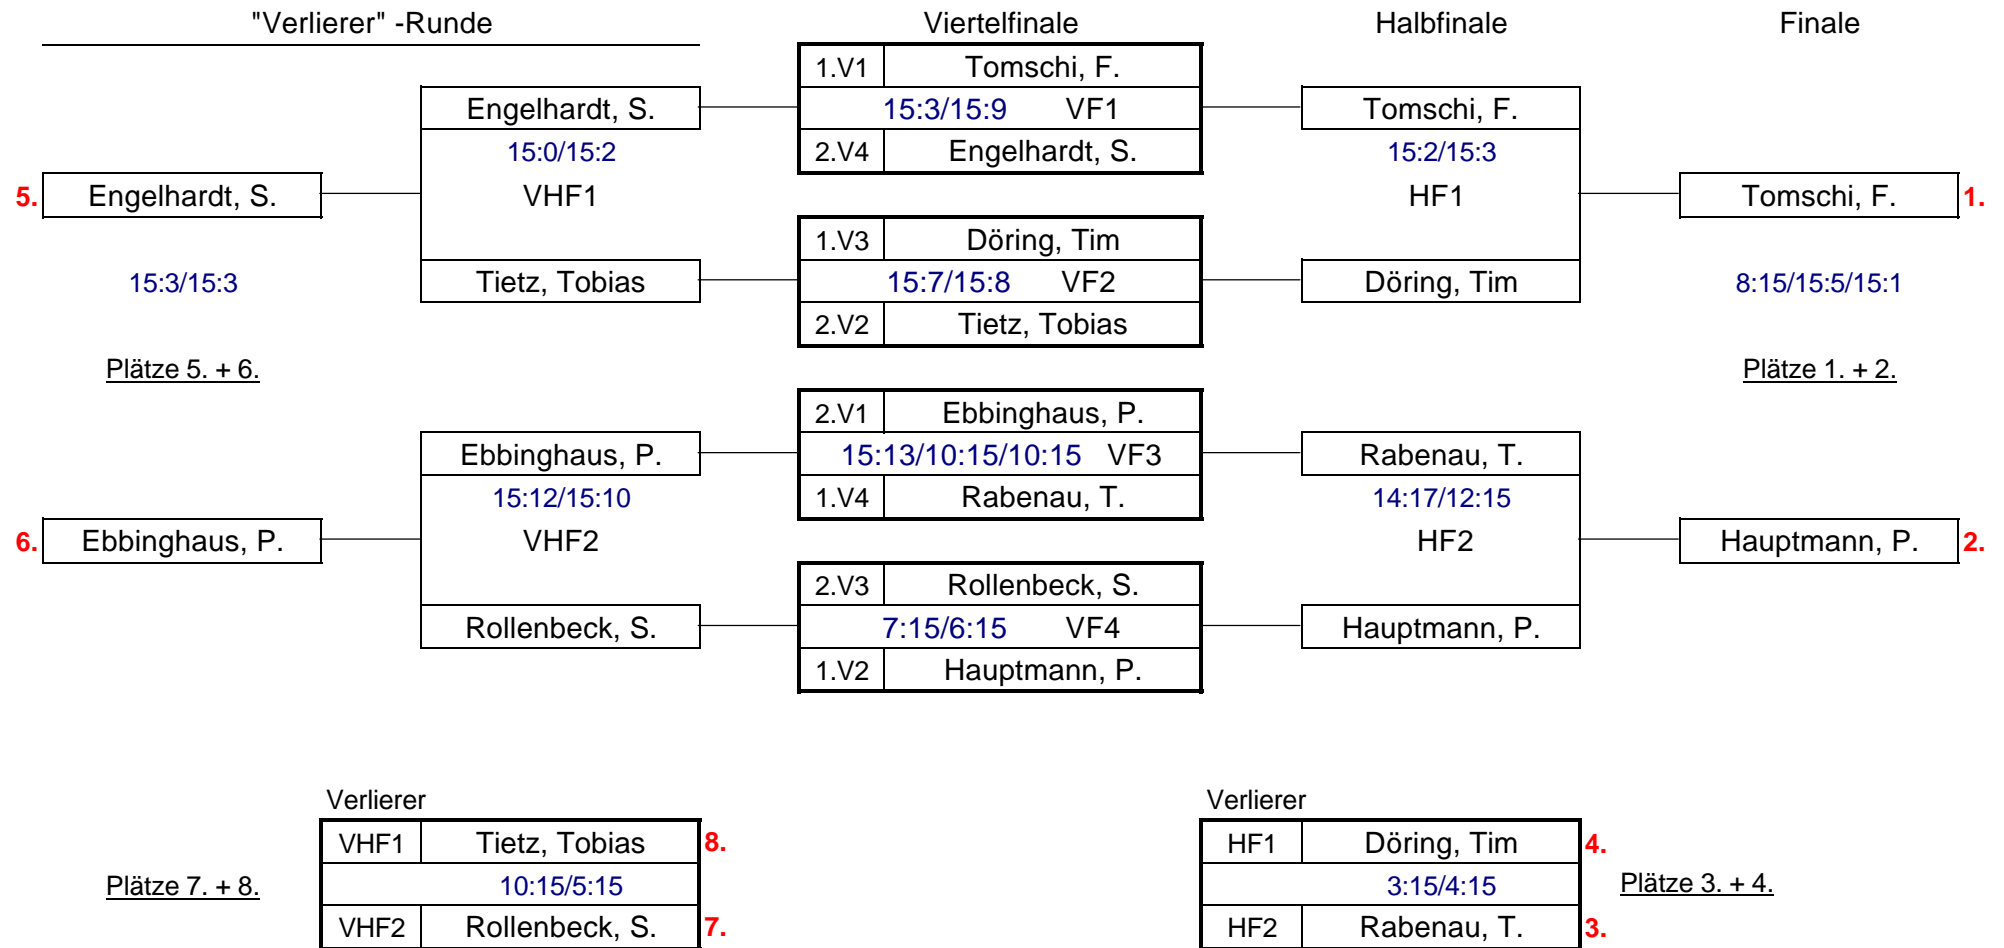 "Verlierer" -Runde Viertelfinale Halbfinale Finale
1.V1 Tomschi, F.
Engelhardt, S. 15:3/15:9 VF1 Tomschi, F.
15:0/15:2 2.V4 Engelhardt, S. 15:2/15:3
5. Engelhardt, S. VHF1 HF1 Tomschi, F. 1.
1.V3 Döring, Tim
15:3/15:3 Tietz, Tobias 15:7/15:8 VF2 Döring, Tim 8:15/15:5/15:1
2.V2 Tietz, Tobias
Plätze 5. + 6. Plätze 1. + 2.
2.V1 Ebbinghaus, P.
Ebbinghaus, P. 15:13/10:15/10:15 VF3 Rabenau, T.
15:12/15:10 1.V4 Rabenau, T. 14:17/12:15
6. Ebbinghaus, P. VHF2 HF2 Hauptmann, P. 2.
2.V3 Rollenbeck, S.
Rollenbeck, S. 7:15/6:15 VF4 Hauptmann, P.
1.V2 Hauptmann, P.
Verlierer Verlierer
VHF1 Tietz, Tobias 8. HF1 Döring, Tim 4.
Plätze 7. + 8. 10:15/5:15 3:15/4:15 Plätze 3. + 4.
VHF2 Rollenbeck, S. 7. HF2 Rabenau, T. 3.